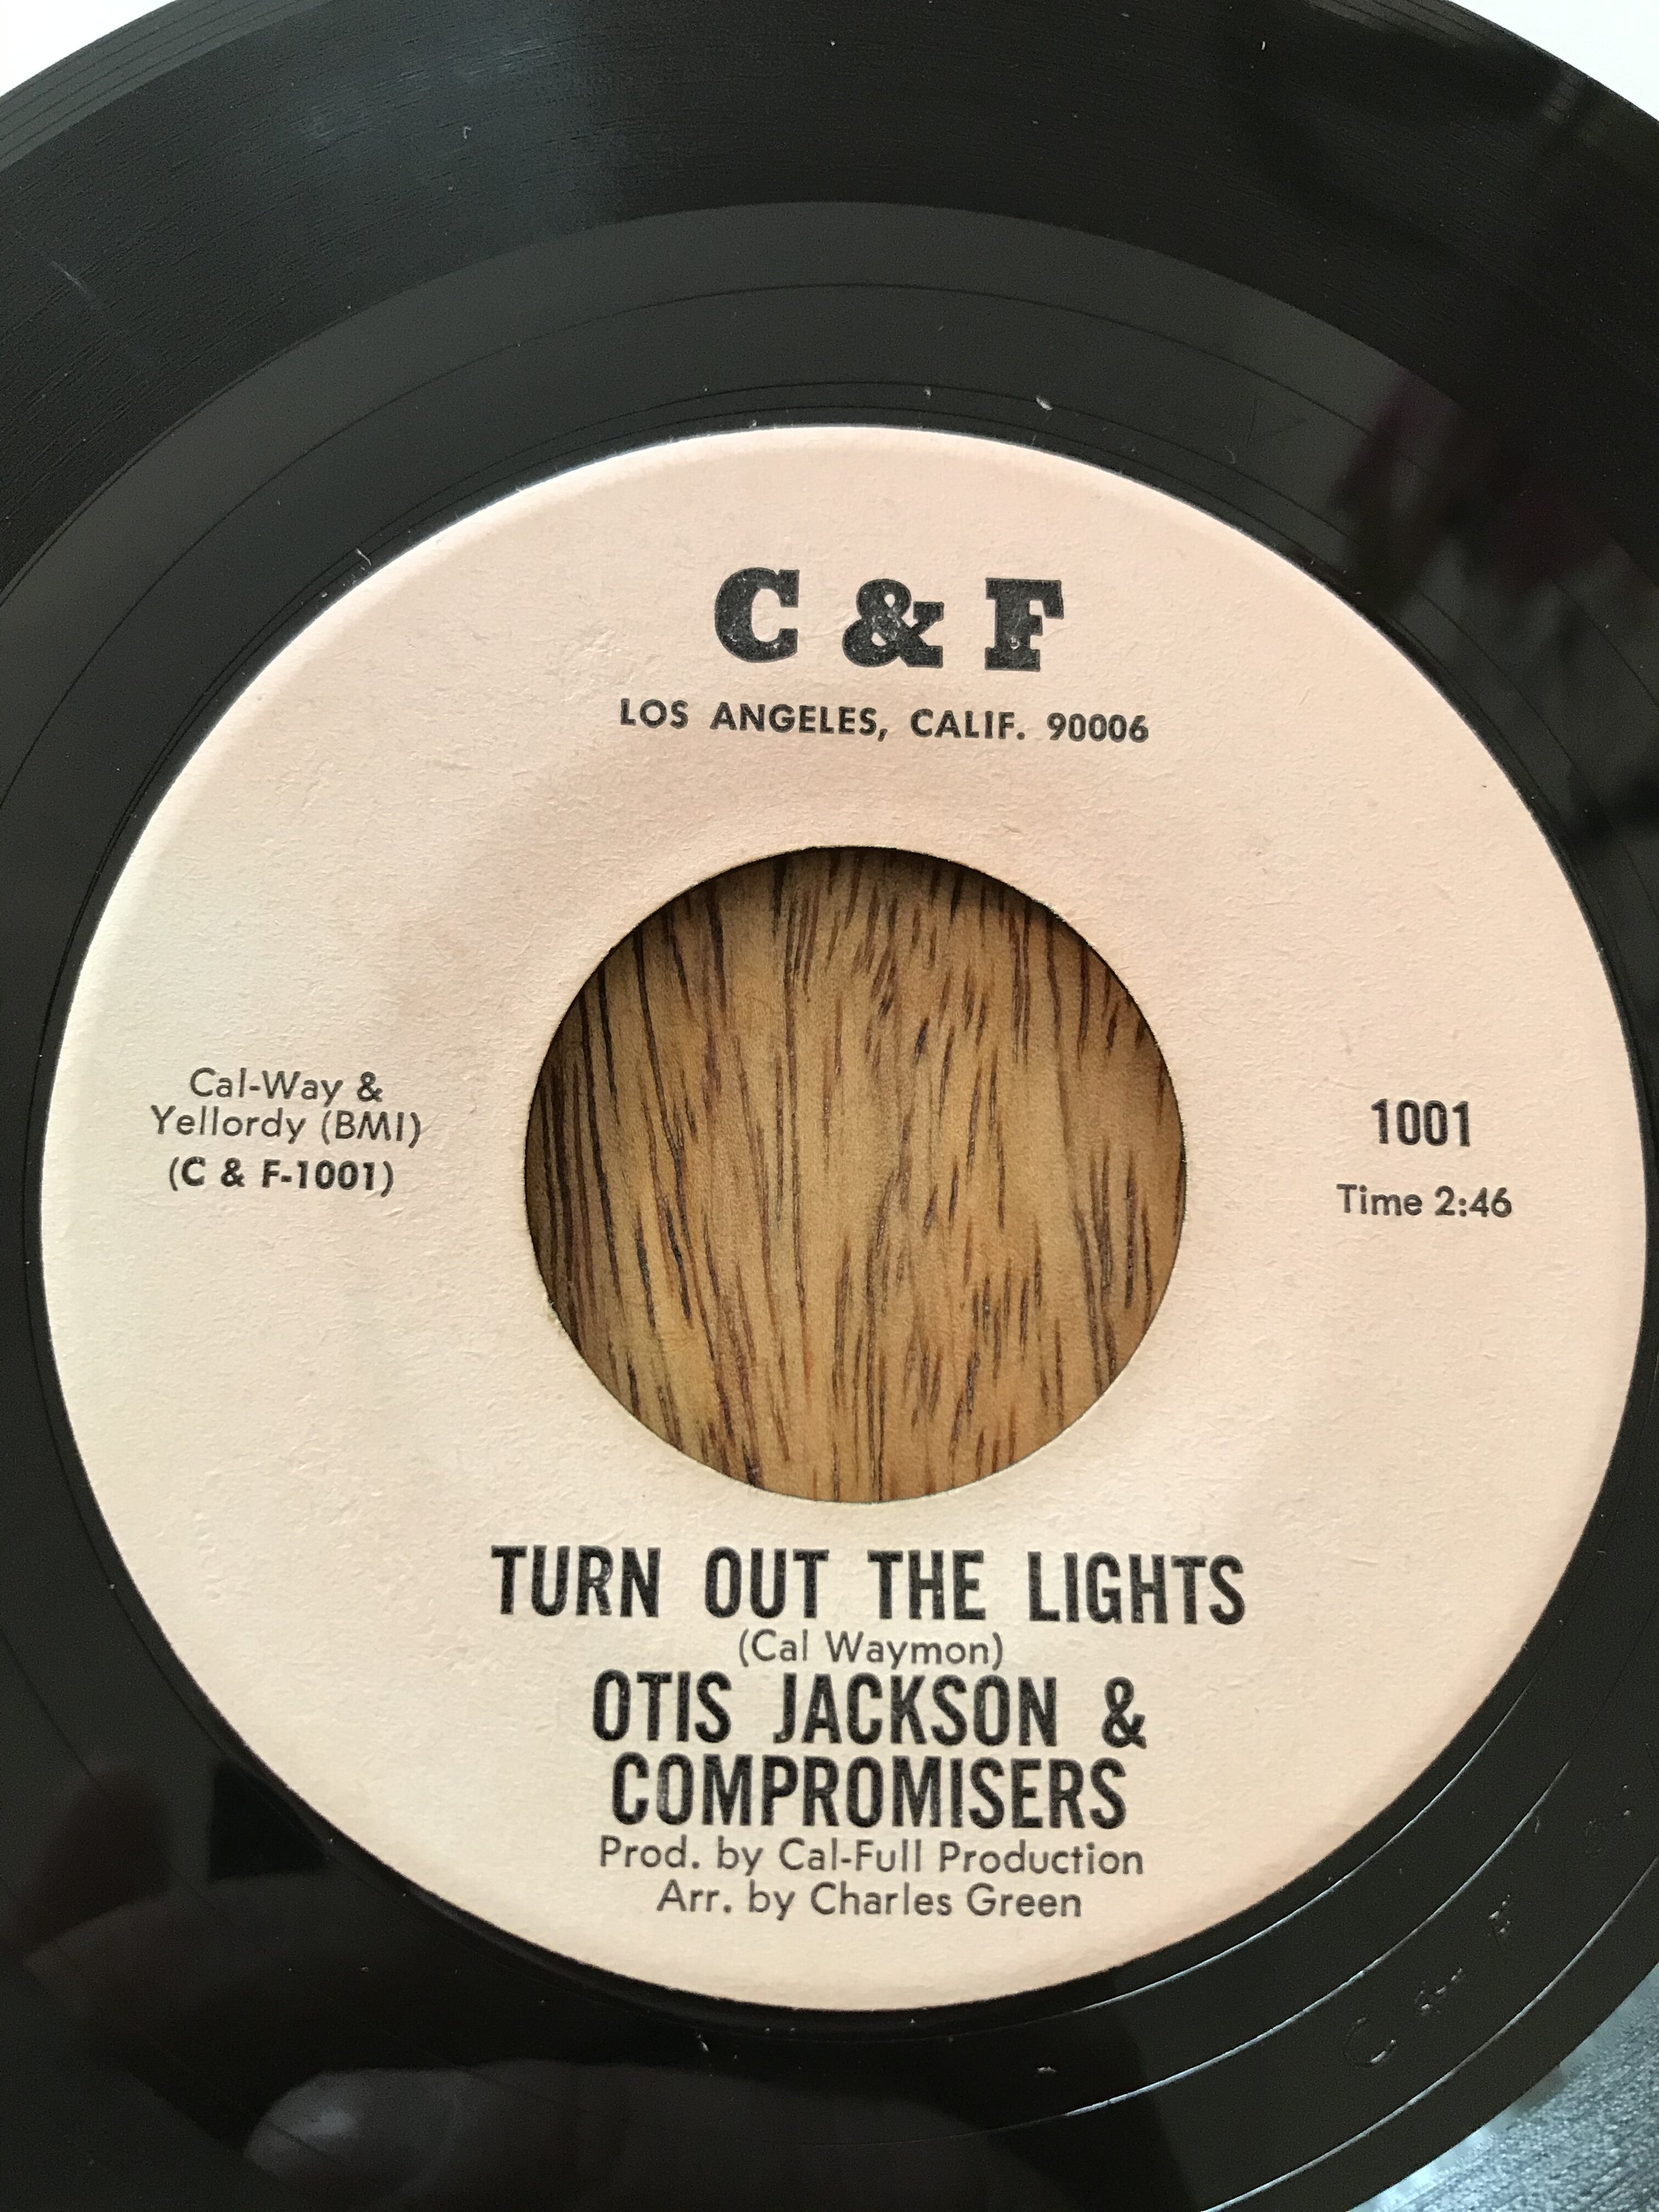 C & F
LOS ANGELES, CALIF. 90006
Cal-Way &
Yellordy (BMI)
(C & F-1001)
1001
Time 2:46
TURN OUT THE LIGHTS
(Cal Waymon)
OTIS JACKSON &
COMPROMISERS
Prod. by Cal-Full Production
Arr. by Charles Green